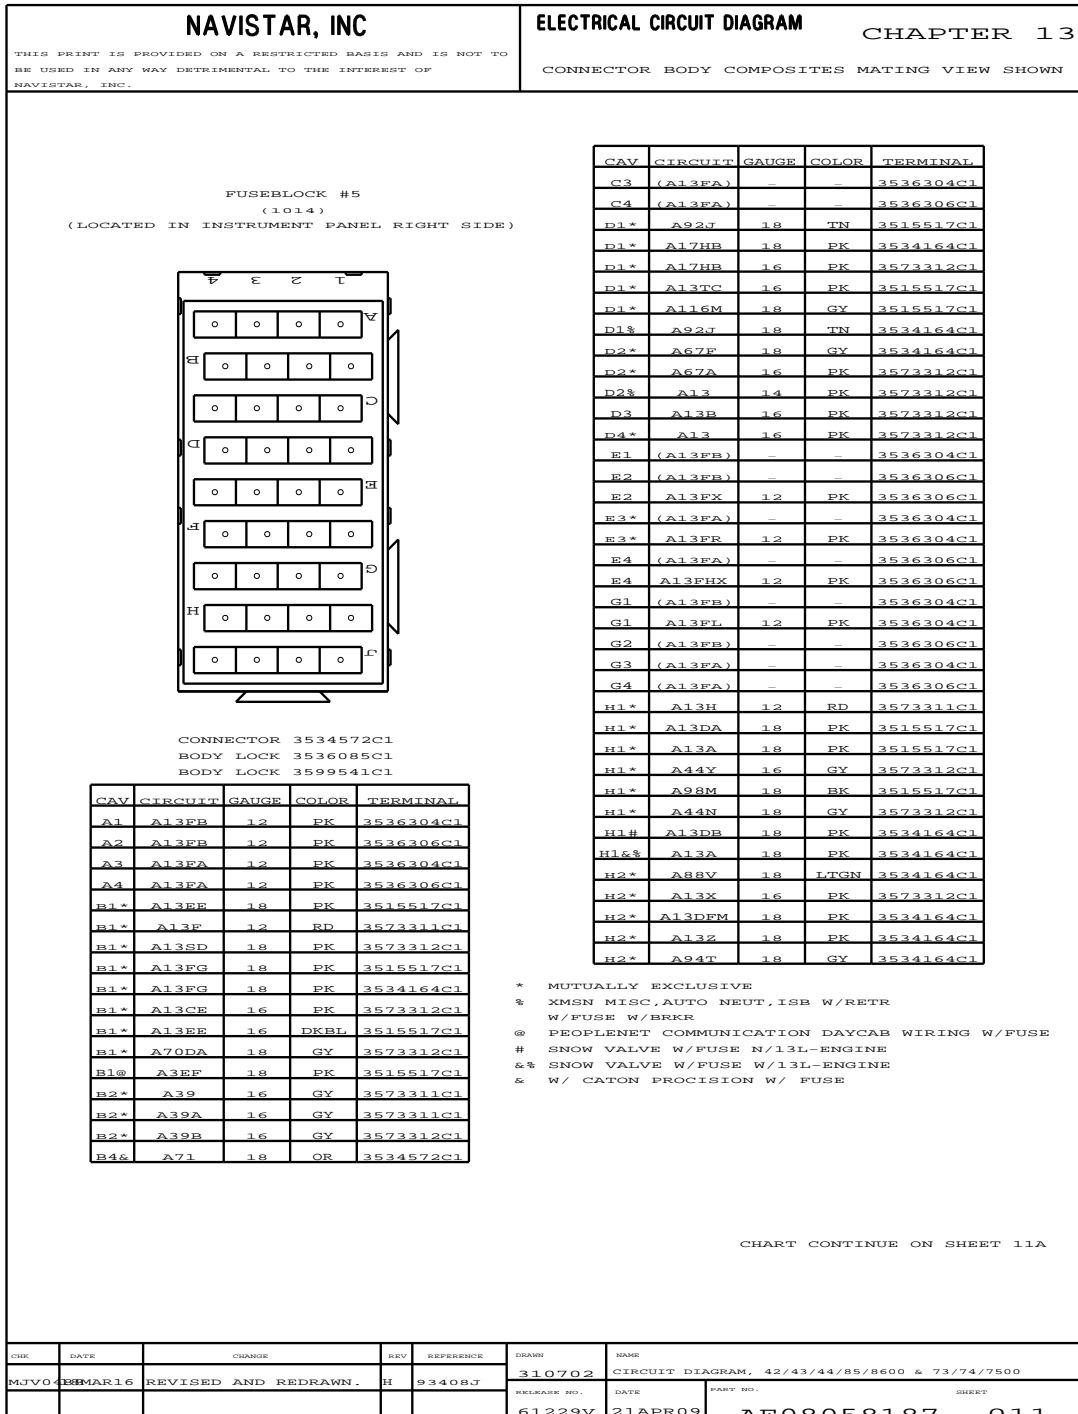 NAVISTAR, INC
THIS PRINT IS PROVIDED ON A RESTRICTED BASIS AND IS NOT TO
BE USED IN ANY WAY DETRIMENTAL TO THE INTEREST OF
NAVISTAR, INC.
ELECTRICAL CIRCUIT DIAGRAM CHAPTER 13
CONNECTOR BODY COMPOSITES MATING VIEW SHOWN
FUSEBLOCK #5
(1014)
(LOCATED IN INSTRUMENT PANEL RIGHT SIDE)
4 3 2 1
A
B
C
D
E
F
G
H
J
CONNECTOR 3534572C1
BODY LOCK 3536085C1
BODY LOCK 3599541C1
CAV CIRCUIT GAUGE COLOR TERMINAL
A1 A13FB 12 PK 3536304C1
A2 A13FB 12 PK 3536306C1
A3 A13FA 12 PK 3536304C1
A4 A13FA 12 PK 3536306C1
B1* A13EE 18 PK 3515517C1
B1* A13F 12 RD 3573311C1
B1* A13SD 18 PK 3573312C1
B1* A13FG 18 PK 3515517C1
B1* A13FG 18 PK 3534164C1
B1* A13CE 16 PK 3573312C1
B1* A13EE 16 DKBL 3515517C1
B1* A70DA 18 GY 3573312C1
B1@ A3EF 18 PK 3515517C1
B2* A39 16 GY 3573311C1
B2* A39A 16 GY 3573311C1
B2* A39B 16 GY 3573312C1
B4& A71 18 OR 3534572C1
CAV CIRCUIT GAUGE COLOR TERMINAL
C3 (A13FA) – – 3536304C1
C4 (A13FA) – – 3536306C1
D1* A92J 18 TN 3515517C1
D1* A17HB 18 PK 3534164C1
D1* A17HB 16 PK 3573312C1
D1* A13TC 16 PK 3515517C1
D1* A116M 18 GY 3515517C1
D1% A92J 18 TN 3534164C1
D2* A67F 18 GY 3534164C1
D2* A67A 16 PK 3573312C1
D2% A13 14 PK 3573312C1
D3 A13B 16 PK 3573312C1
D4* A13 16 PK 3573312C1
E1 (A13FB) – – 3536304C1
E2 (A13FB) – – 3536306C1
E2 A13FX 12 PK 3536306C1
E3* (A13FA) – – 3536304C1
E3* A13FR 12 PK 3536304C1
E4 (A13FA) – – 3536306C1
E4 A13FHX 12 PK 3536306C1
G1 (A13FB) – – 3536304C1
G1 A13FL 12 PK 3536304C1
G2 (A13FB) – – 3536306C1
G3 (A13FA) – – 3536304C1
G4 (A13FA) – – 3536306C1
H1* A13H 12 RD 3573311C1
H1* A13DA 18 PK 3515517C1
H1* A13A 18 PK 3515517C1
H1* A44Y 16 GY 3573312C1
H1* A98M 18 BK 3515517C1
H1* A44N 18 GY 3573312C1
H1# A13DB 18 PK 3534164C1
H1&% A13A 18 PK 3534164C1
H2* A88V 18 LTGN 3534164C1
H2* A13X 16 PK 3573312C1
H2* A13DFM 18 PK 3534164C1
H2* A13Z 18 PK 3534164C1
H2* A94T 18 GY 3534164C1
* MUTUALLY EXCLUSIVE
% XMSN MISC,AUTO NEUT,ISB W/RETR
W/FUSE W/BRKR
@ PEOPLENET COMMUNICATION DAYCAB WIRING W/FUSE
# SNOW VALVE W/FUSE N/13L-ENGINE
&% SNOW VALVE W/FUSE W/13L-ENGINE
& W/ CATON PROCISION W/ FUSE
CHART CONTINUE ON SHEET 11A
CHK DATE CHANGE REV REFERENCE
MAR16 REVISED AND REDRAWN. H 93408J
DRAWN NAME
310702 CIRCUIT DIAGRAM, 42/43/44/85/8600 & 73/74/7500
RELEASE NO. DATE PART NO. SHEET
61229V 21APR09 AE08058187 011